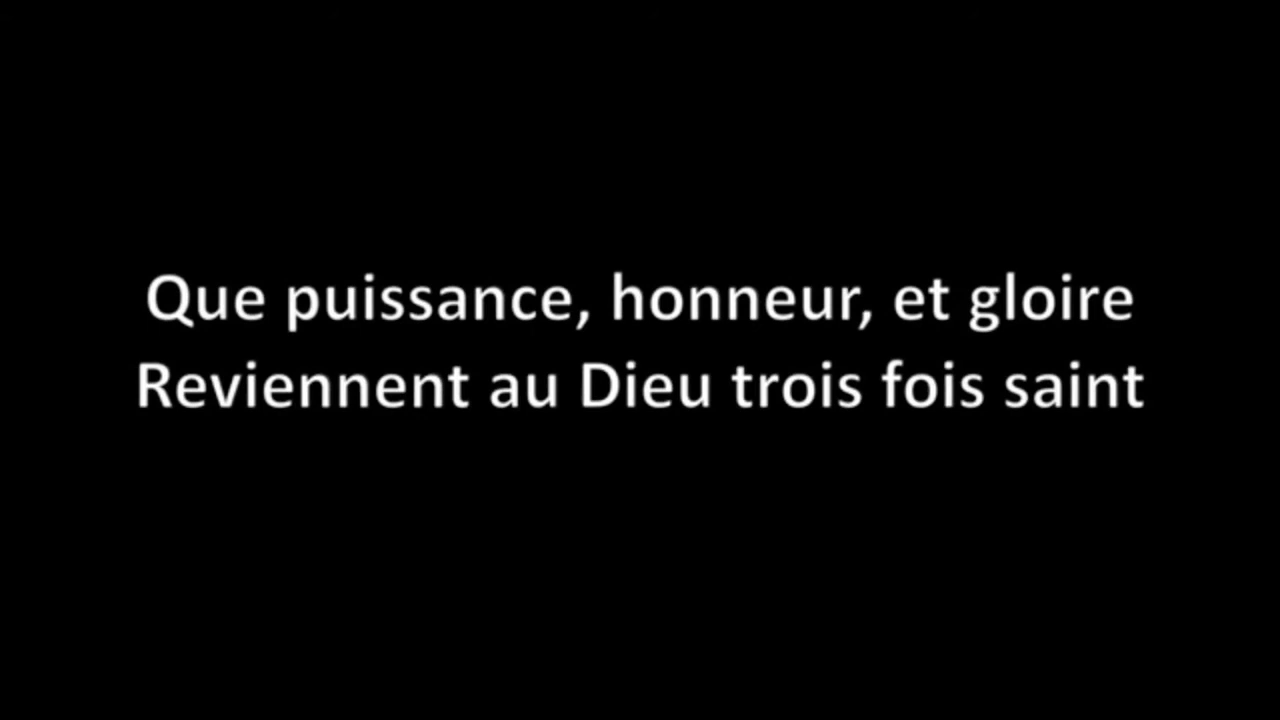 Que puissance, honneur, et gloire
Reviennent au Dieu trois fois saint